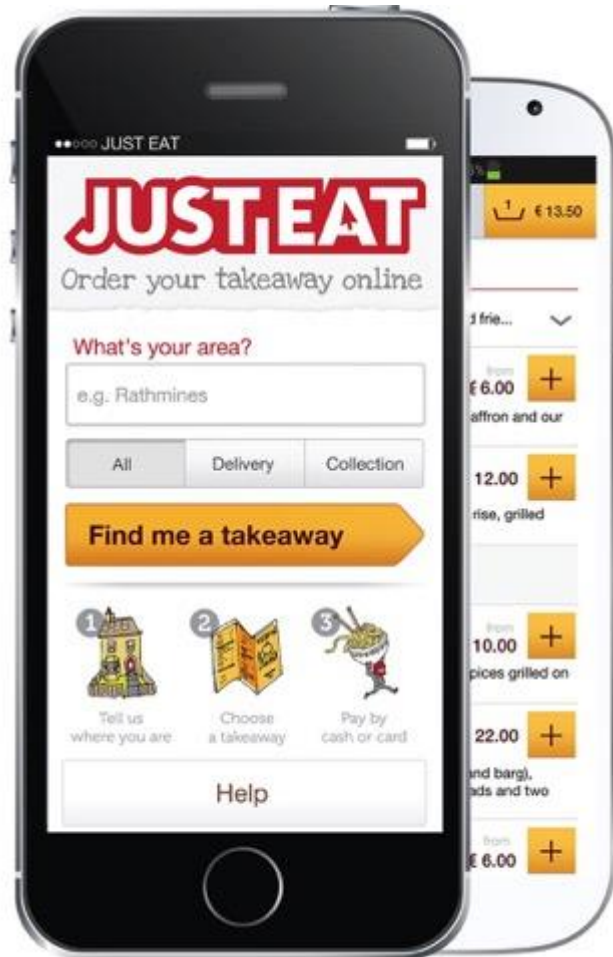 JUST EAT
JUST EAT
Order your takeaway online
What's your area?
e.g. Rathmines
All Delivery Collection
Find me a takeaway
1 2 3
Tell us
where you are
Choose
a takeaway
Pay by
cash or card
Help
1 € 13.50
d frie...
from
€ 6.00 +
affron and our
12.00 +
rise, grilled
from
10.00 +
pices grilled on
22.00 +
and barg),
ads and two
from
€ 6.00 +